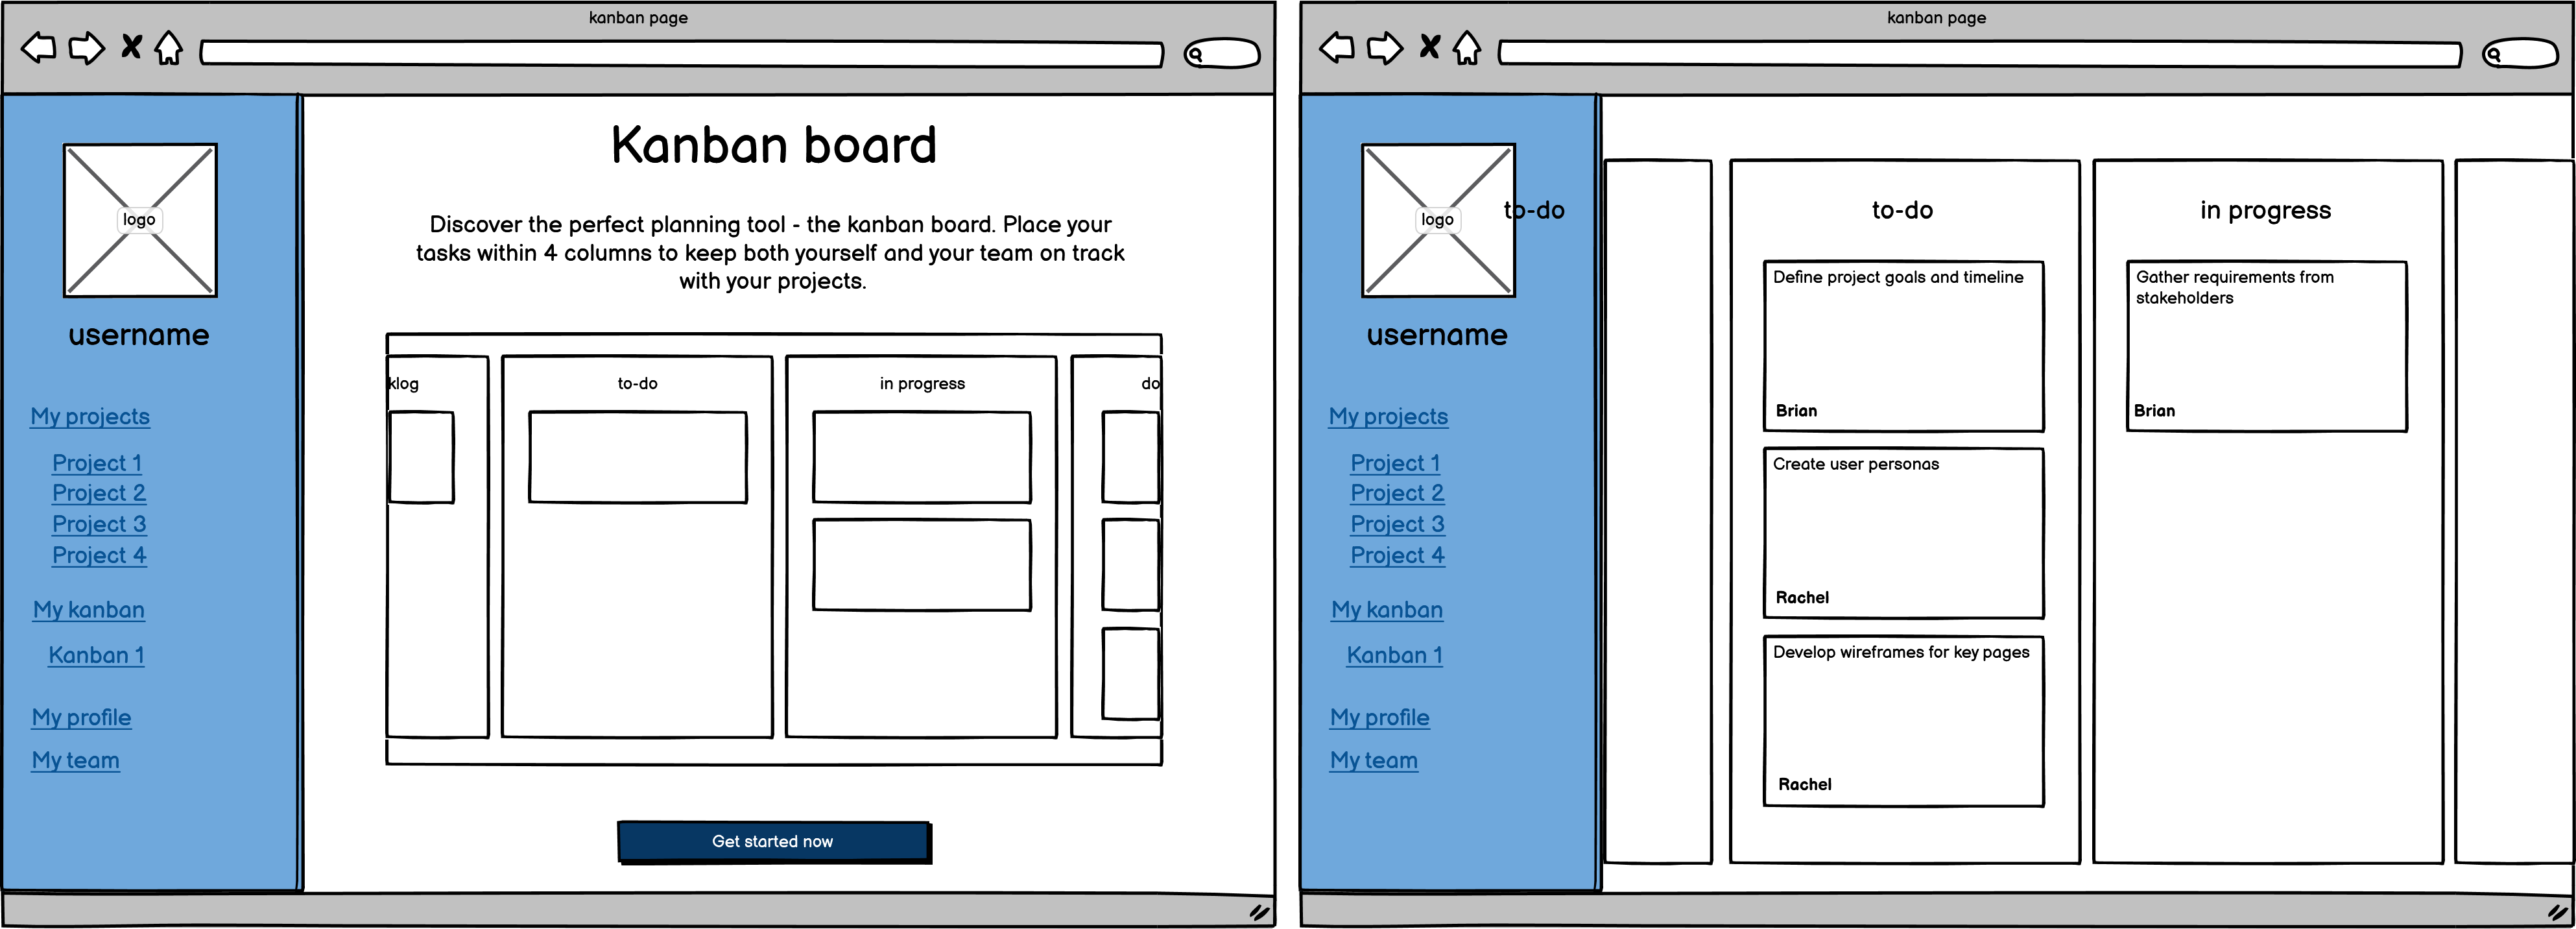 kanban page
logo
username
My projects
Project 1
Project 2
Project 3
Project 4
My kanban
Kanban 1
My profile
My team
Kanban board
Discover the perfect planning tool - the kanban board. Place your
tasks within 4 columns to keep both yourself and your team on track
with your projects.
klog
to-do
in progress
do
Get started now
kanban page
logo
to-do
username
My projects
Project 1
Project 2
Project 3
Project 4
My kanban
Kanban 1
My profile
My team
to-do
Define project goals and timeline
Brian
Create user personas
Rachel
Develop wireframes for key pages
Rachel
in progress
Gather requirements from
stakeholders
Brian